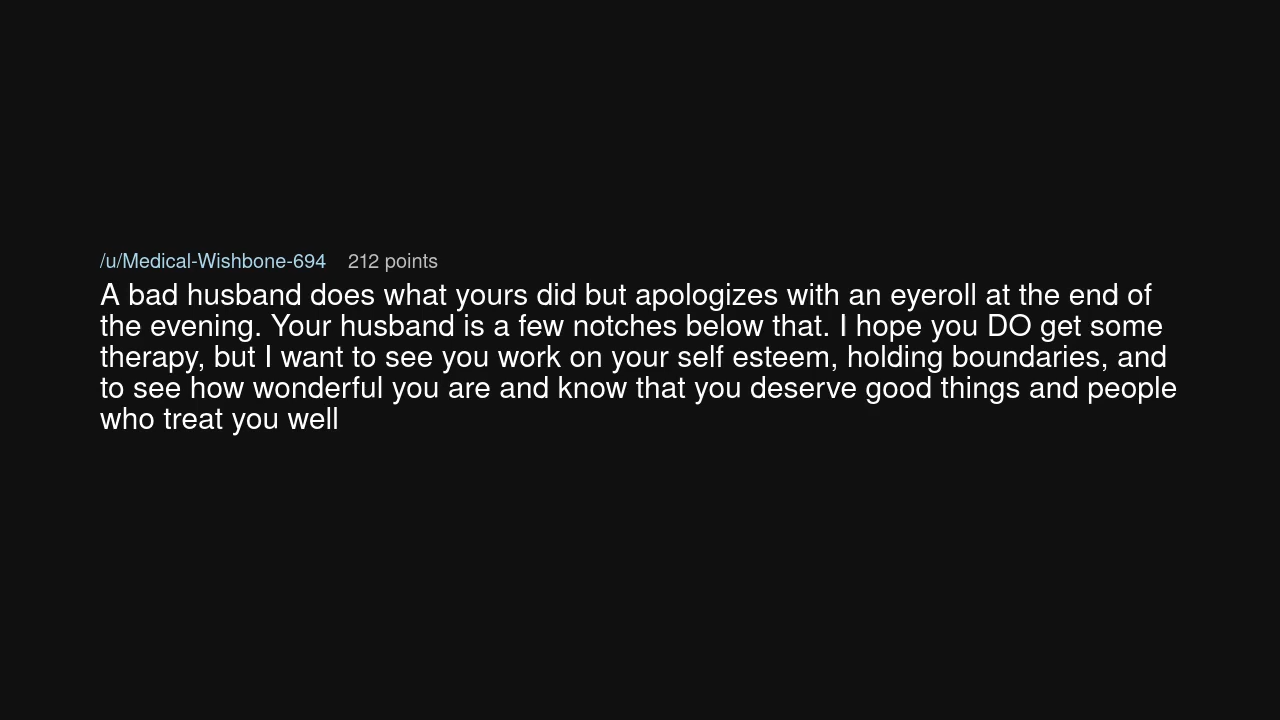 /u/Medical-Wishbone-694 212 points
A bad husband does what yours did but apologizes with an eyeroll at the end of
the evening. Your husband is a few notches below that. I hope you DO get some
therapy, but I want to see you work on your self esteem, holding boundaries, and
to see how wonderful you are and know that you deserve good things and people
who treat you well